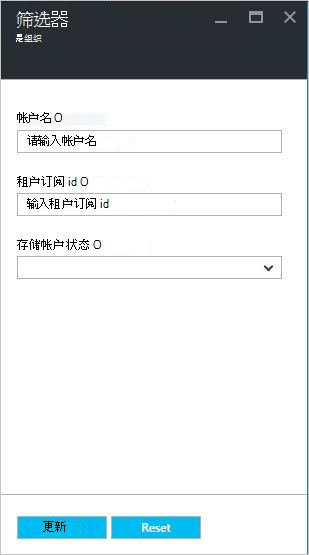 筛选器
是组织
帐户名 O
请输入帐户名
租户订阅 id O
输入租户订阅 id
存储帐户状态 O
更新
Reset